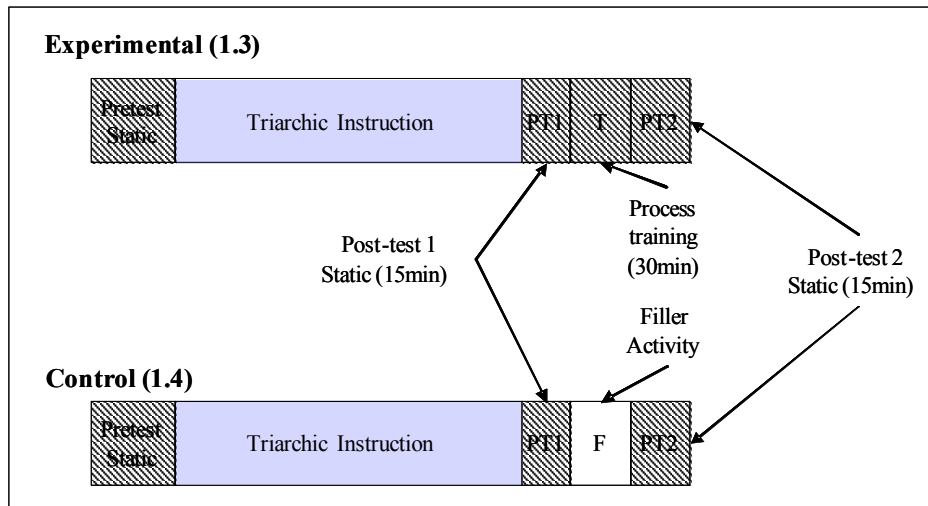 Experimental (1.3)
Pretest
Static
Triarchic Instruction
PT1
T
PT2
Post-test 1
Static (15min)
Process
training
(30min)
Post-test 2
Static (15min)
Filler
Activity
Control (1.4)
Pretest
Static
Triarchic Instruction
PT1
F
PT2